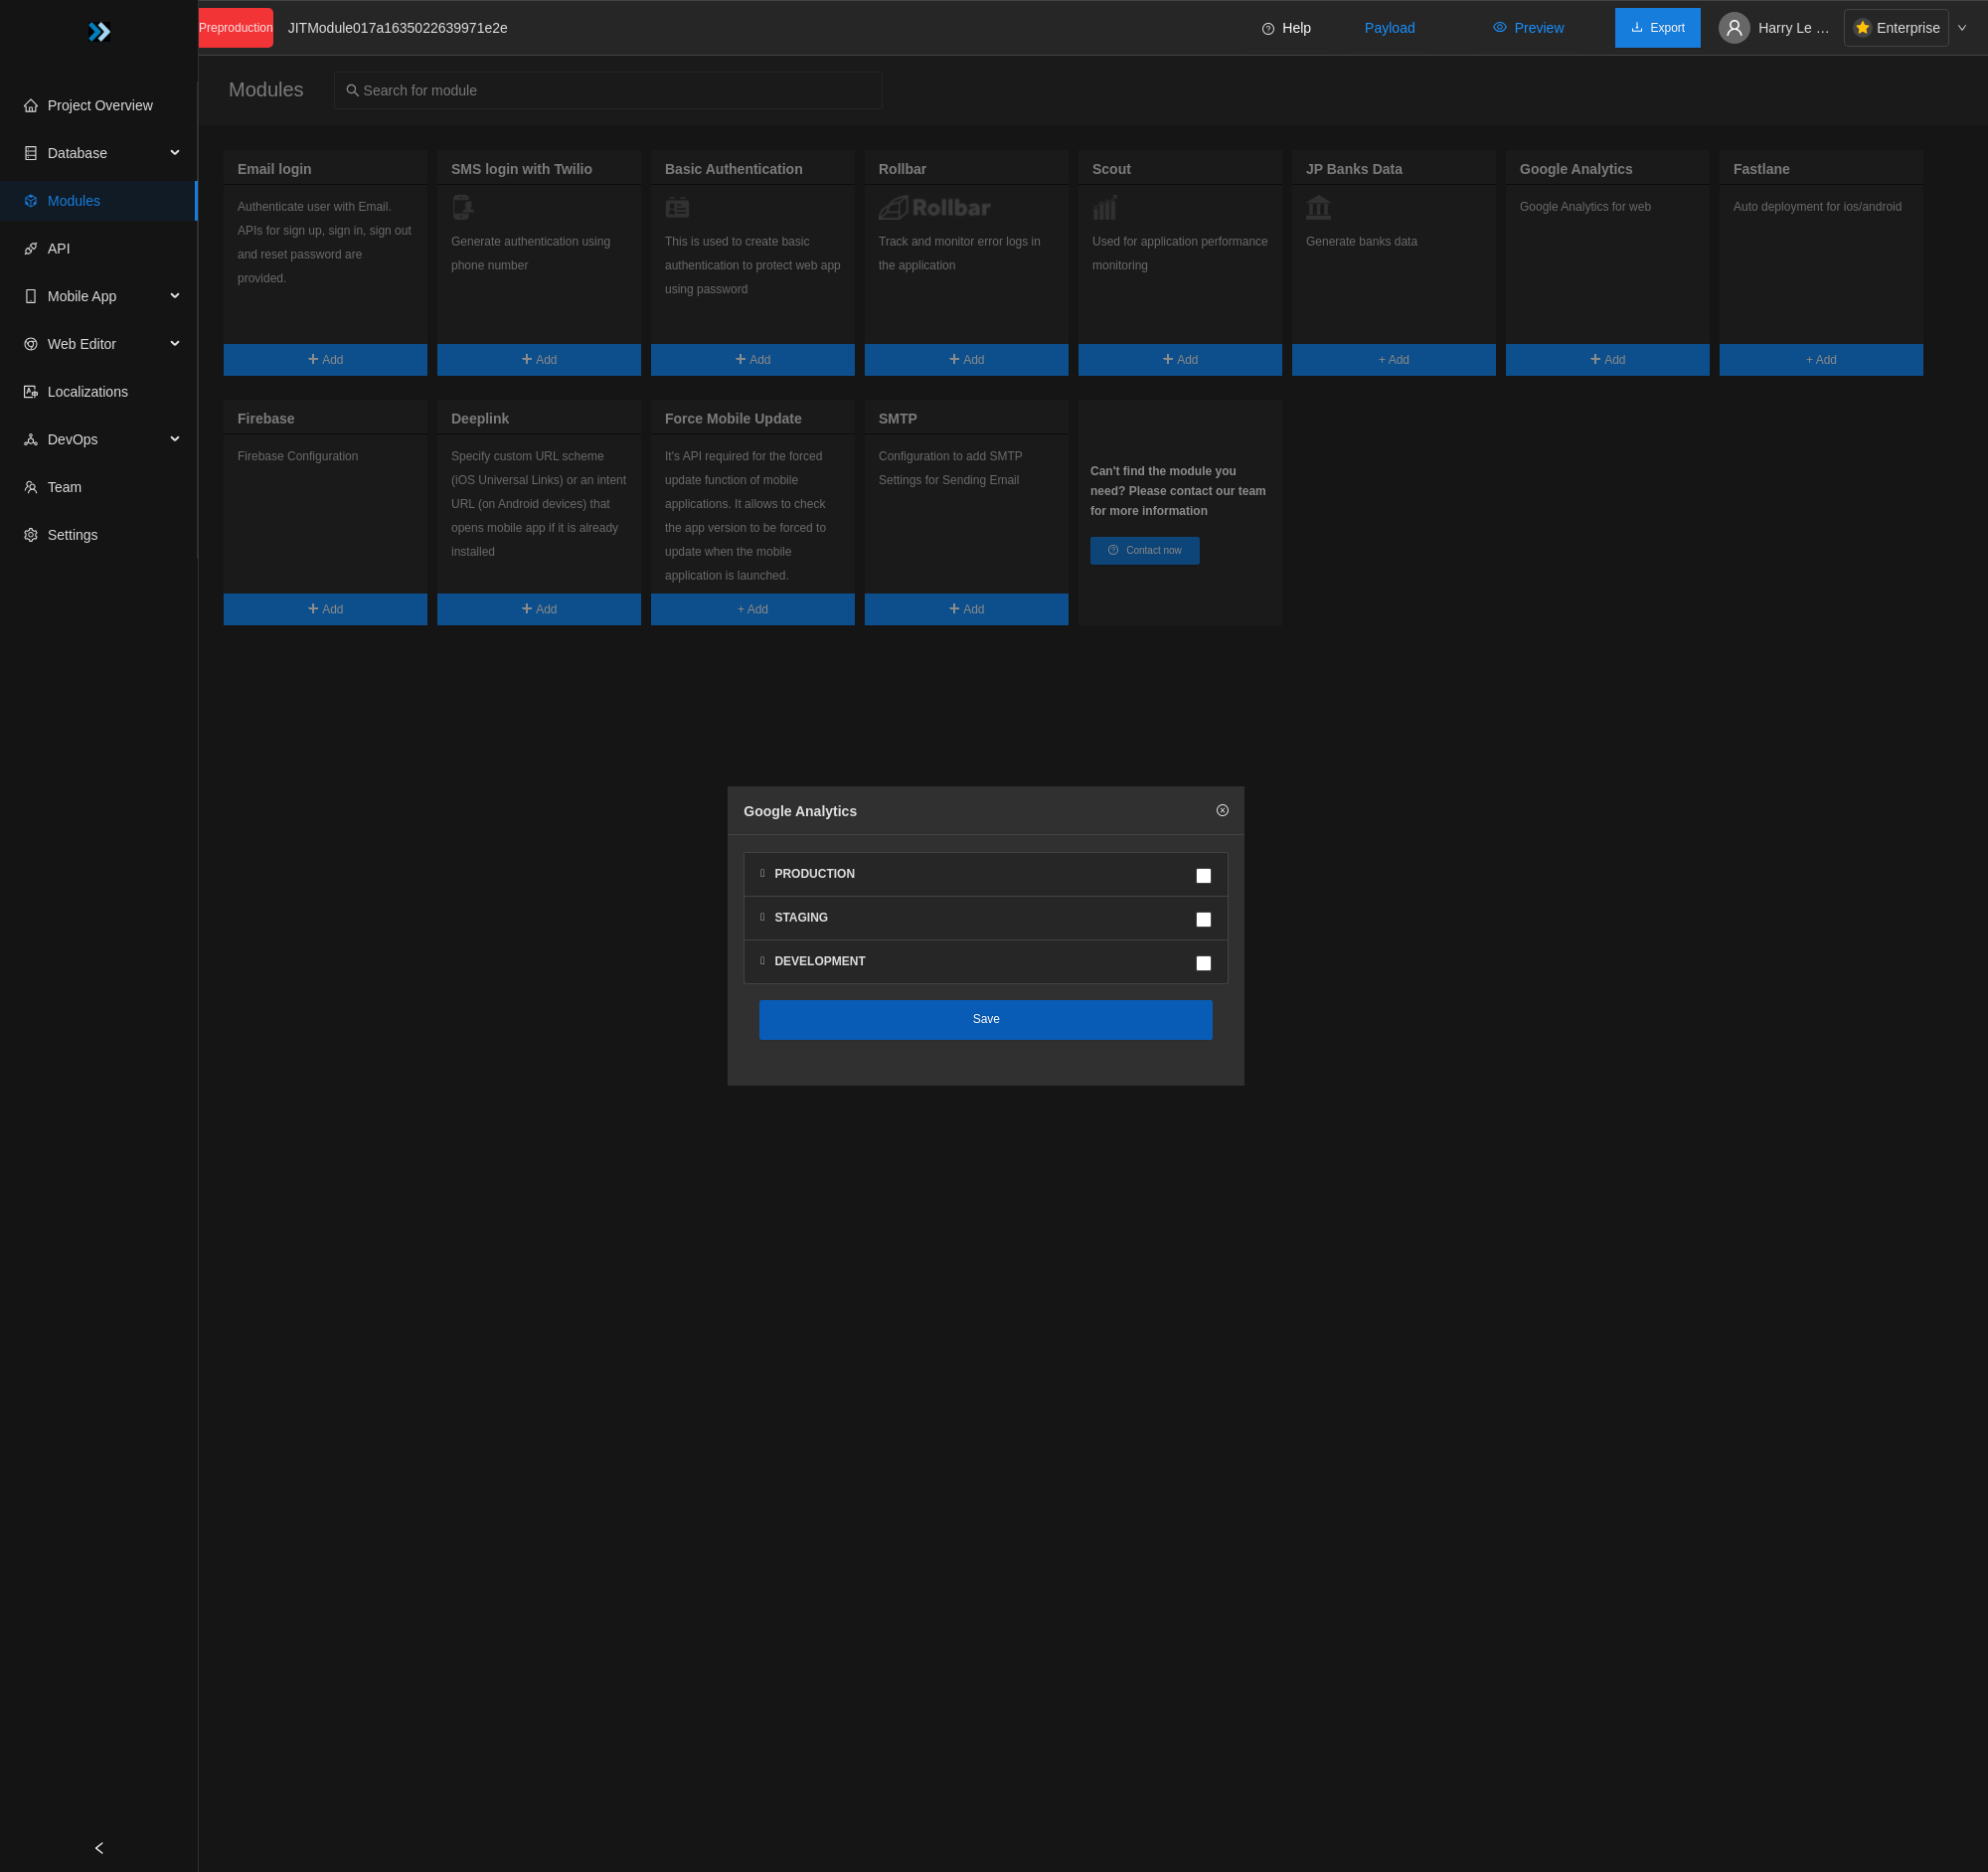 Preproduction
JITModule017a1635022639971e2e
Help
Payload
Preview
Export
Harry Le ...
Enterprise
Project Overview
Database
Modules
API
Mobile App
Web Editor
Localizations
DevOps
Team
Settings
Modules
Search for module
Email login
Authenticate user with Email.
APIs for sign up, sign in, sign out
and reset password are
provided.
+ Add
SMS login with Twilio
Generate authentication using
phone number
+ Add
Basic Authentication
This is used to create basic
authentication to protect web app
using password
+ Add
Rollbar
Rollbar
Track and monitor error logs in
the application
+ Add
Scout
Used for application performance
monitoring
+ Add
JP Banks Data
Generate banks data
+ Add
Google Analytics
Google Analytics for web
+ Add
Fastlane
Auto deployment for ios/android
+ Add
Firebase
Firebase Configuration
+ Add
Deeplink
Specify custom URL scheme
(iOS Universal Links) or an intent
URL (on Android devices) that
opens mobile app if it is already
installed
+ Add
Force Mobile Update
It's API required for the forced
update function of mobile
applications. It allows to check
the app version to be forced to
update when the mobile
application is launched.
+ Add
SMTP
Configuration to add SMTP
Settings for Sending Email
+ Add
Can't find the module you
need? Please contact our team
for more information
Contact now
Google Analytics
PRODUCTION
STAGING
DEVELOPMENT
Save